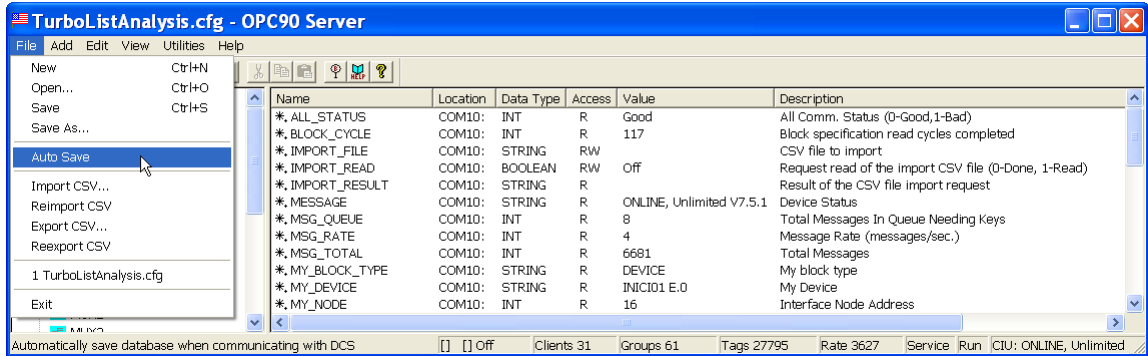 TurboListAnalysis.cfg - OPC90 Server
File Add Edit View Utilities Help
New Ctrl+N
Open... Ctrl+O
Save Ctrl+S
Save As...
Auto Save
Import CSV...
Reimport CSV
Export CSV...
Reexport CSV
1 TurboListAnalysis.cfg
Exit
HELP
Name Location Data Type Access Value Description
*, ALL_STATUS COM10: INT R Good All Comm. Status (0-Good,1-Bad)
*, BLOCK_CYCLE COM10: INT R 117 Block specification read cycles completed
*, IMPORT_FILE COM10: STRING RW CSV file to import
*, IMPORT_READ COM10: BOOLEAN RW Off Request read of the import CSV file (0-Done, 1-Read)
*, IMPORT_RESULT COM10: STRING R Result of the CSV file import request
*, MESSAGE COM10: STRING R ONLINE, Unlimited V7.5.1 Device Status
*, MSG_QUEUE COM10: INT R 8 Total Messages In Queue Needing Keys
*, MSG_RATE COM10: INT R 4 Message Rate (messages/sec.)
*, MSG_TOTAL COM10: INT R 6681 Total Messages
*, MY_BLOCK_TYPE COM10: STRING R DEVICE My block type
*, MY_DEVICE COM10: STRING R INICI01 E.0 My Device
*, MY_NODE COM10: INT R 16 Interface Node Address
Automatically save database when communicating with DCS [] [] Off Clients 31 Groups 61 Tags 27795 Rate 3627 Service Run CIU: ONLINE, Unlimited